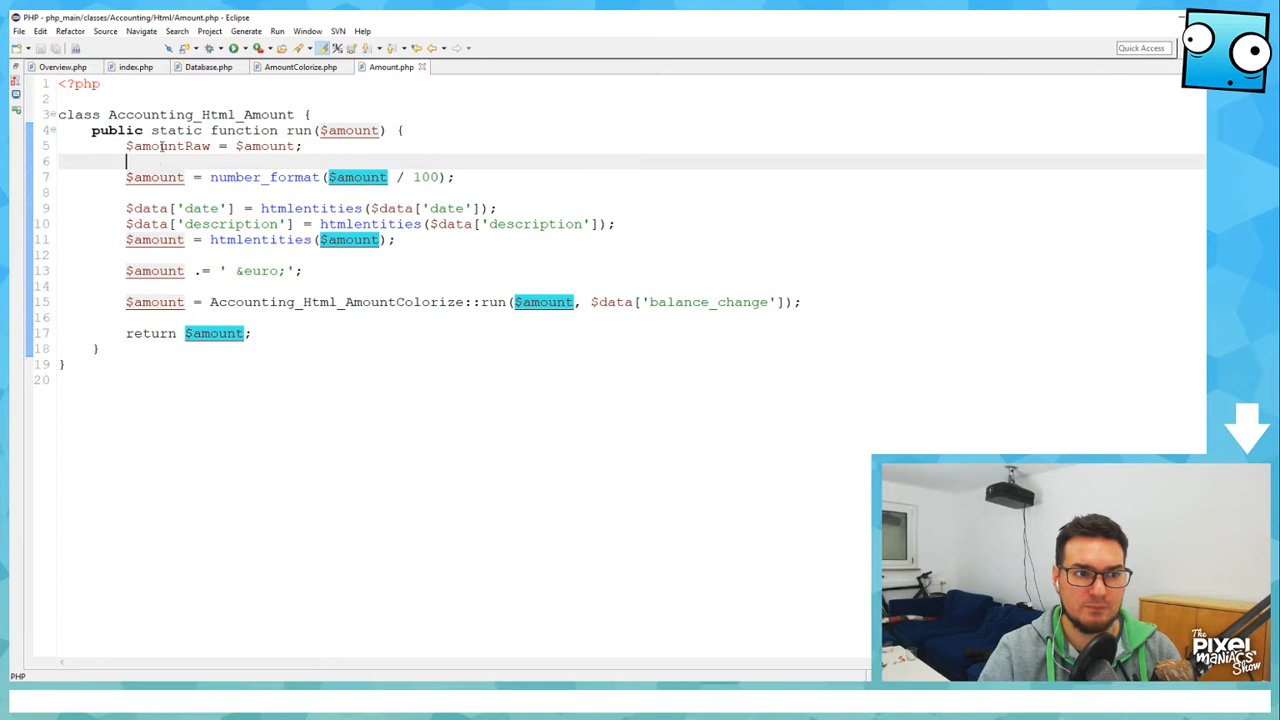 PHP - php_main/classes/Accounting/Html/Amount.php - Eclipse
File Edit Refactor Source Navigate Search Project Generate Run Window SVN Help
Quick Access
Overview.php index.php Database.php AmountColorize.php Amount.php
1 <?php
2
3 class Accounting_Html_Amount {
4 public static function run($amount) {
5 $amountRaw = $amount;
6
7 $amount = number_format($amount / 100);
8
9 $data['date'] = htmlentities($data['date']);
10 $data['description'] = htmlentities($data['description']);
11 $amount = htmlentities($amount);
12
13 $amount .= ' &euro;';
14
15 $amount = Accounting_Html_AmountColorize::run($amount, $data['balance_change']);
16
17 return $amount;
18 }
19 }
20
The
PIXEL
MANIACS
Show
PHP